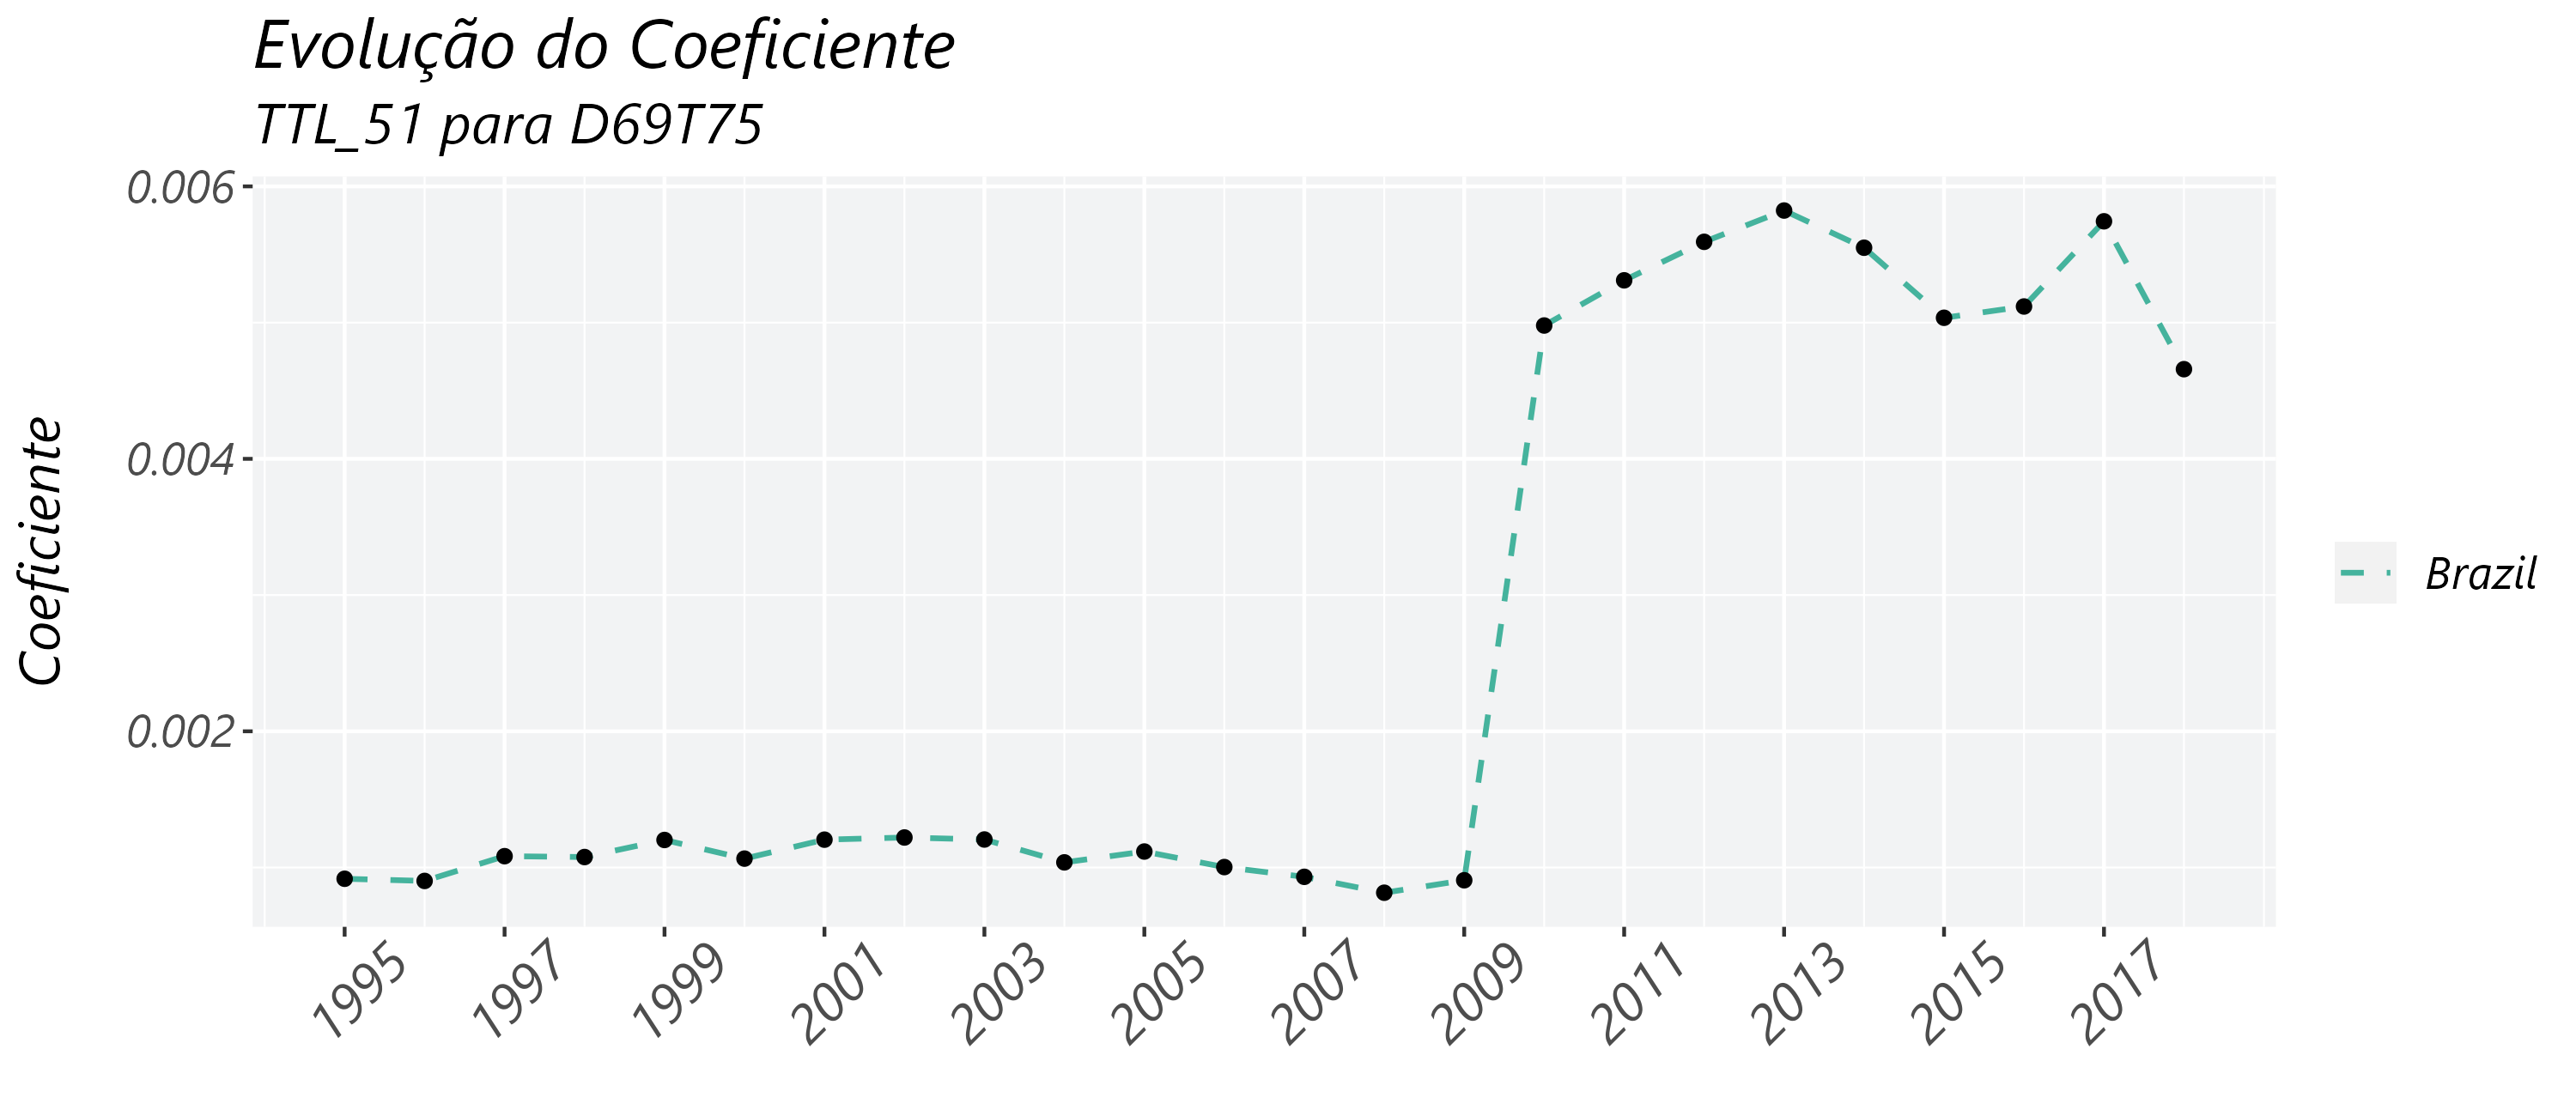 Evolução do Coeficiente
TTL_51 para D69T75
Coeficiente
0.006
0.004
0.002
1995 1997 1999 2001 2003 2005 2007 2009 2011 2013 2015 2017
Brazil